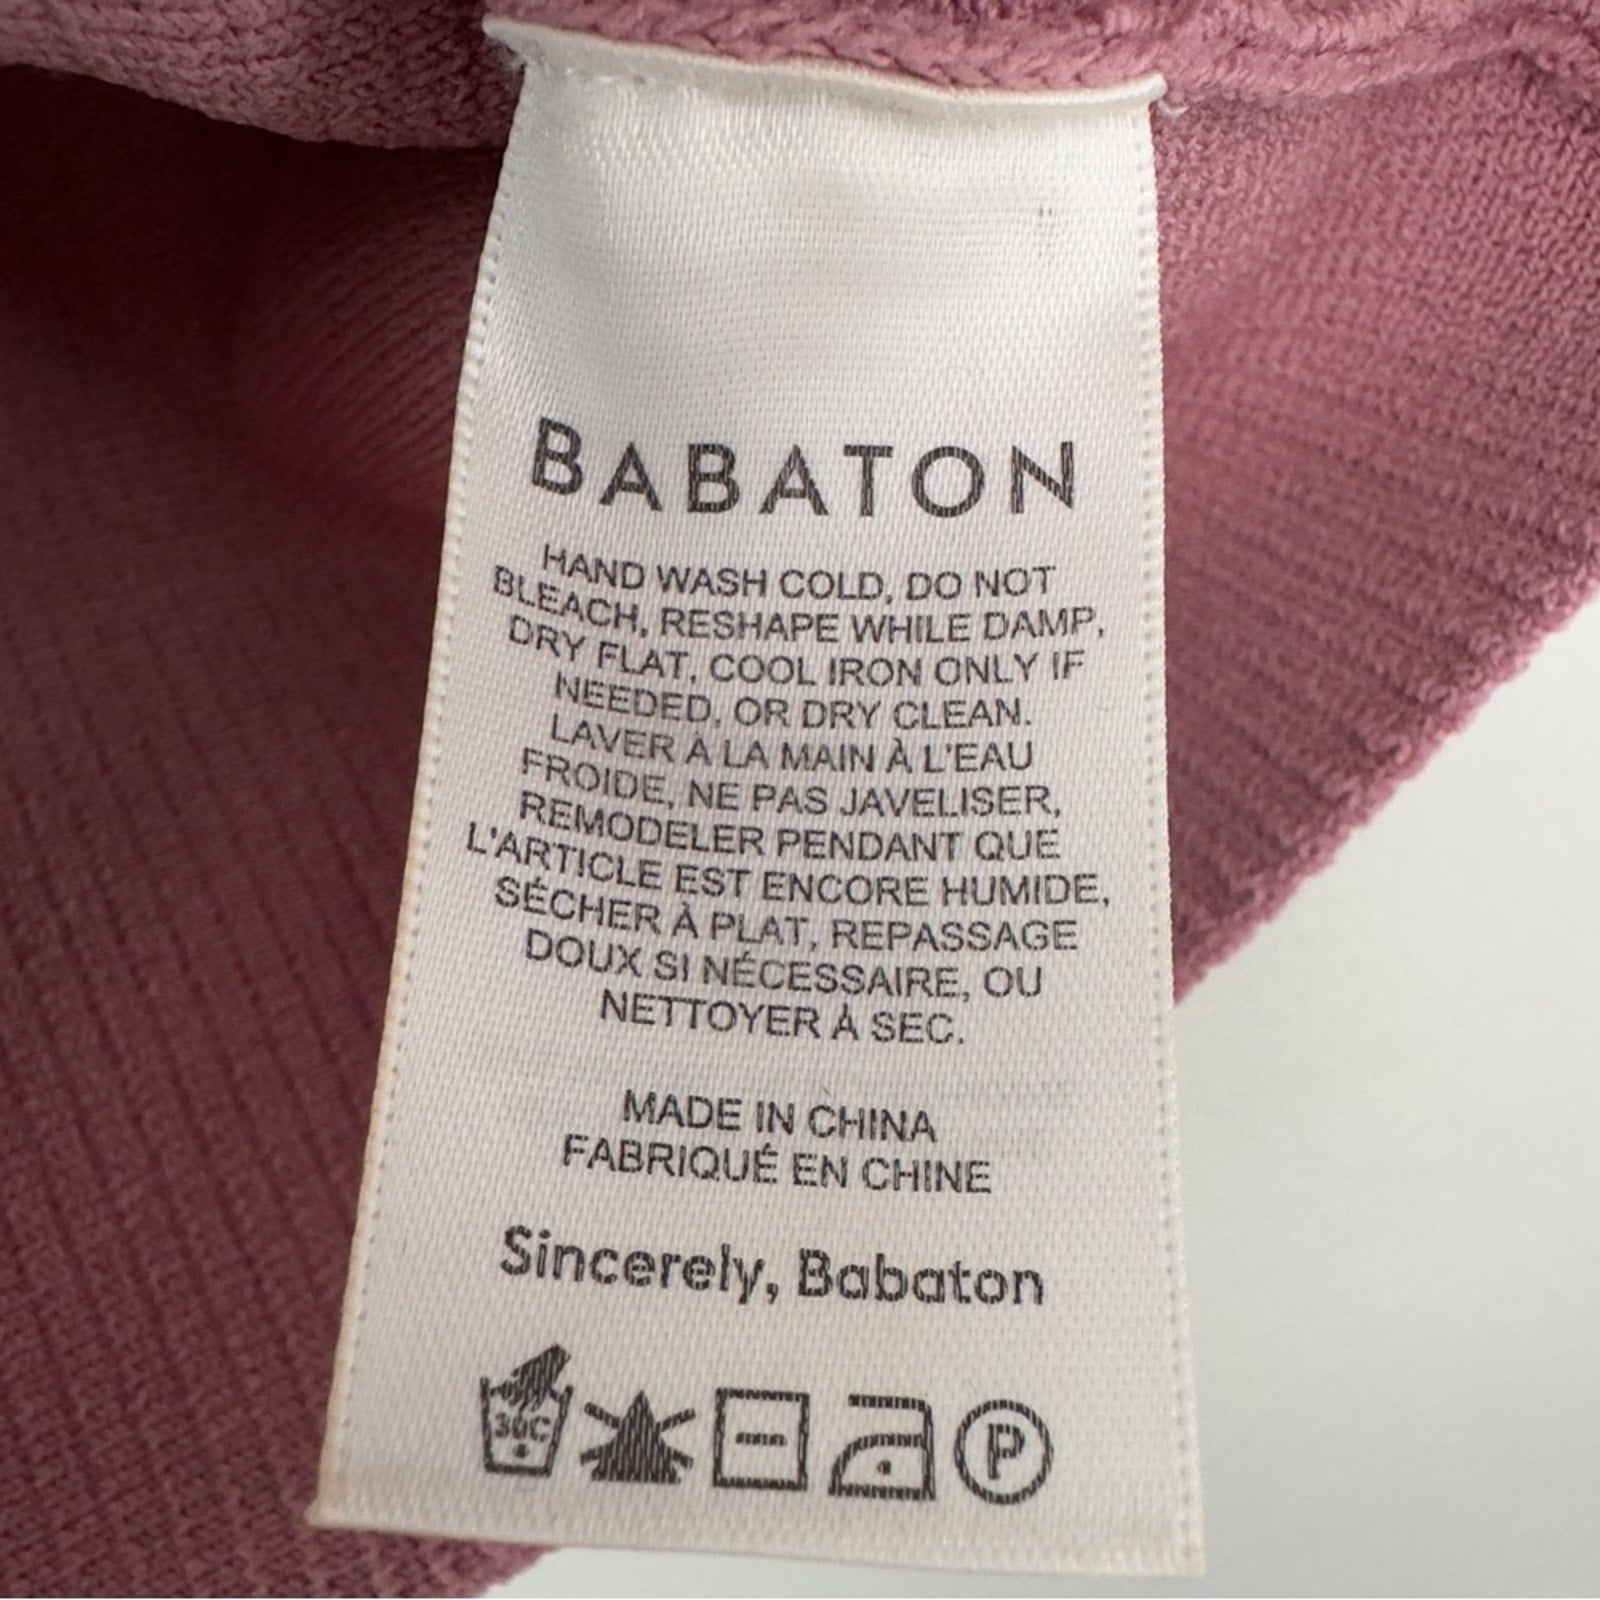 BABATON
HAND WASH COLD, DO NOT
BLEACH, RESHAPE WHILE DAMP,
DRY FLAT, COOL IRON ONLY IF
NEEDED, OR DRY CLEAN.
LAVER À LA MAIN À L'EAU
FROIDE, NE PAS JAVELISER,
REMODELER PENDANT QUE
L'ARTICLE EST ENCORE HUMIDE,
SÉCHER À PLAT, REPASSAGE
DOUX SI NÉCESSAIRE, OU
NETTOYER À SEC.
MADE IN CHINA
FABRIQUÉ EN CHINE
Sincerely, Babaton
30C
P